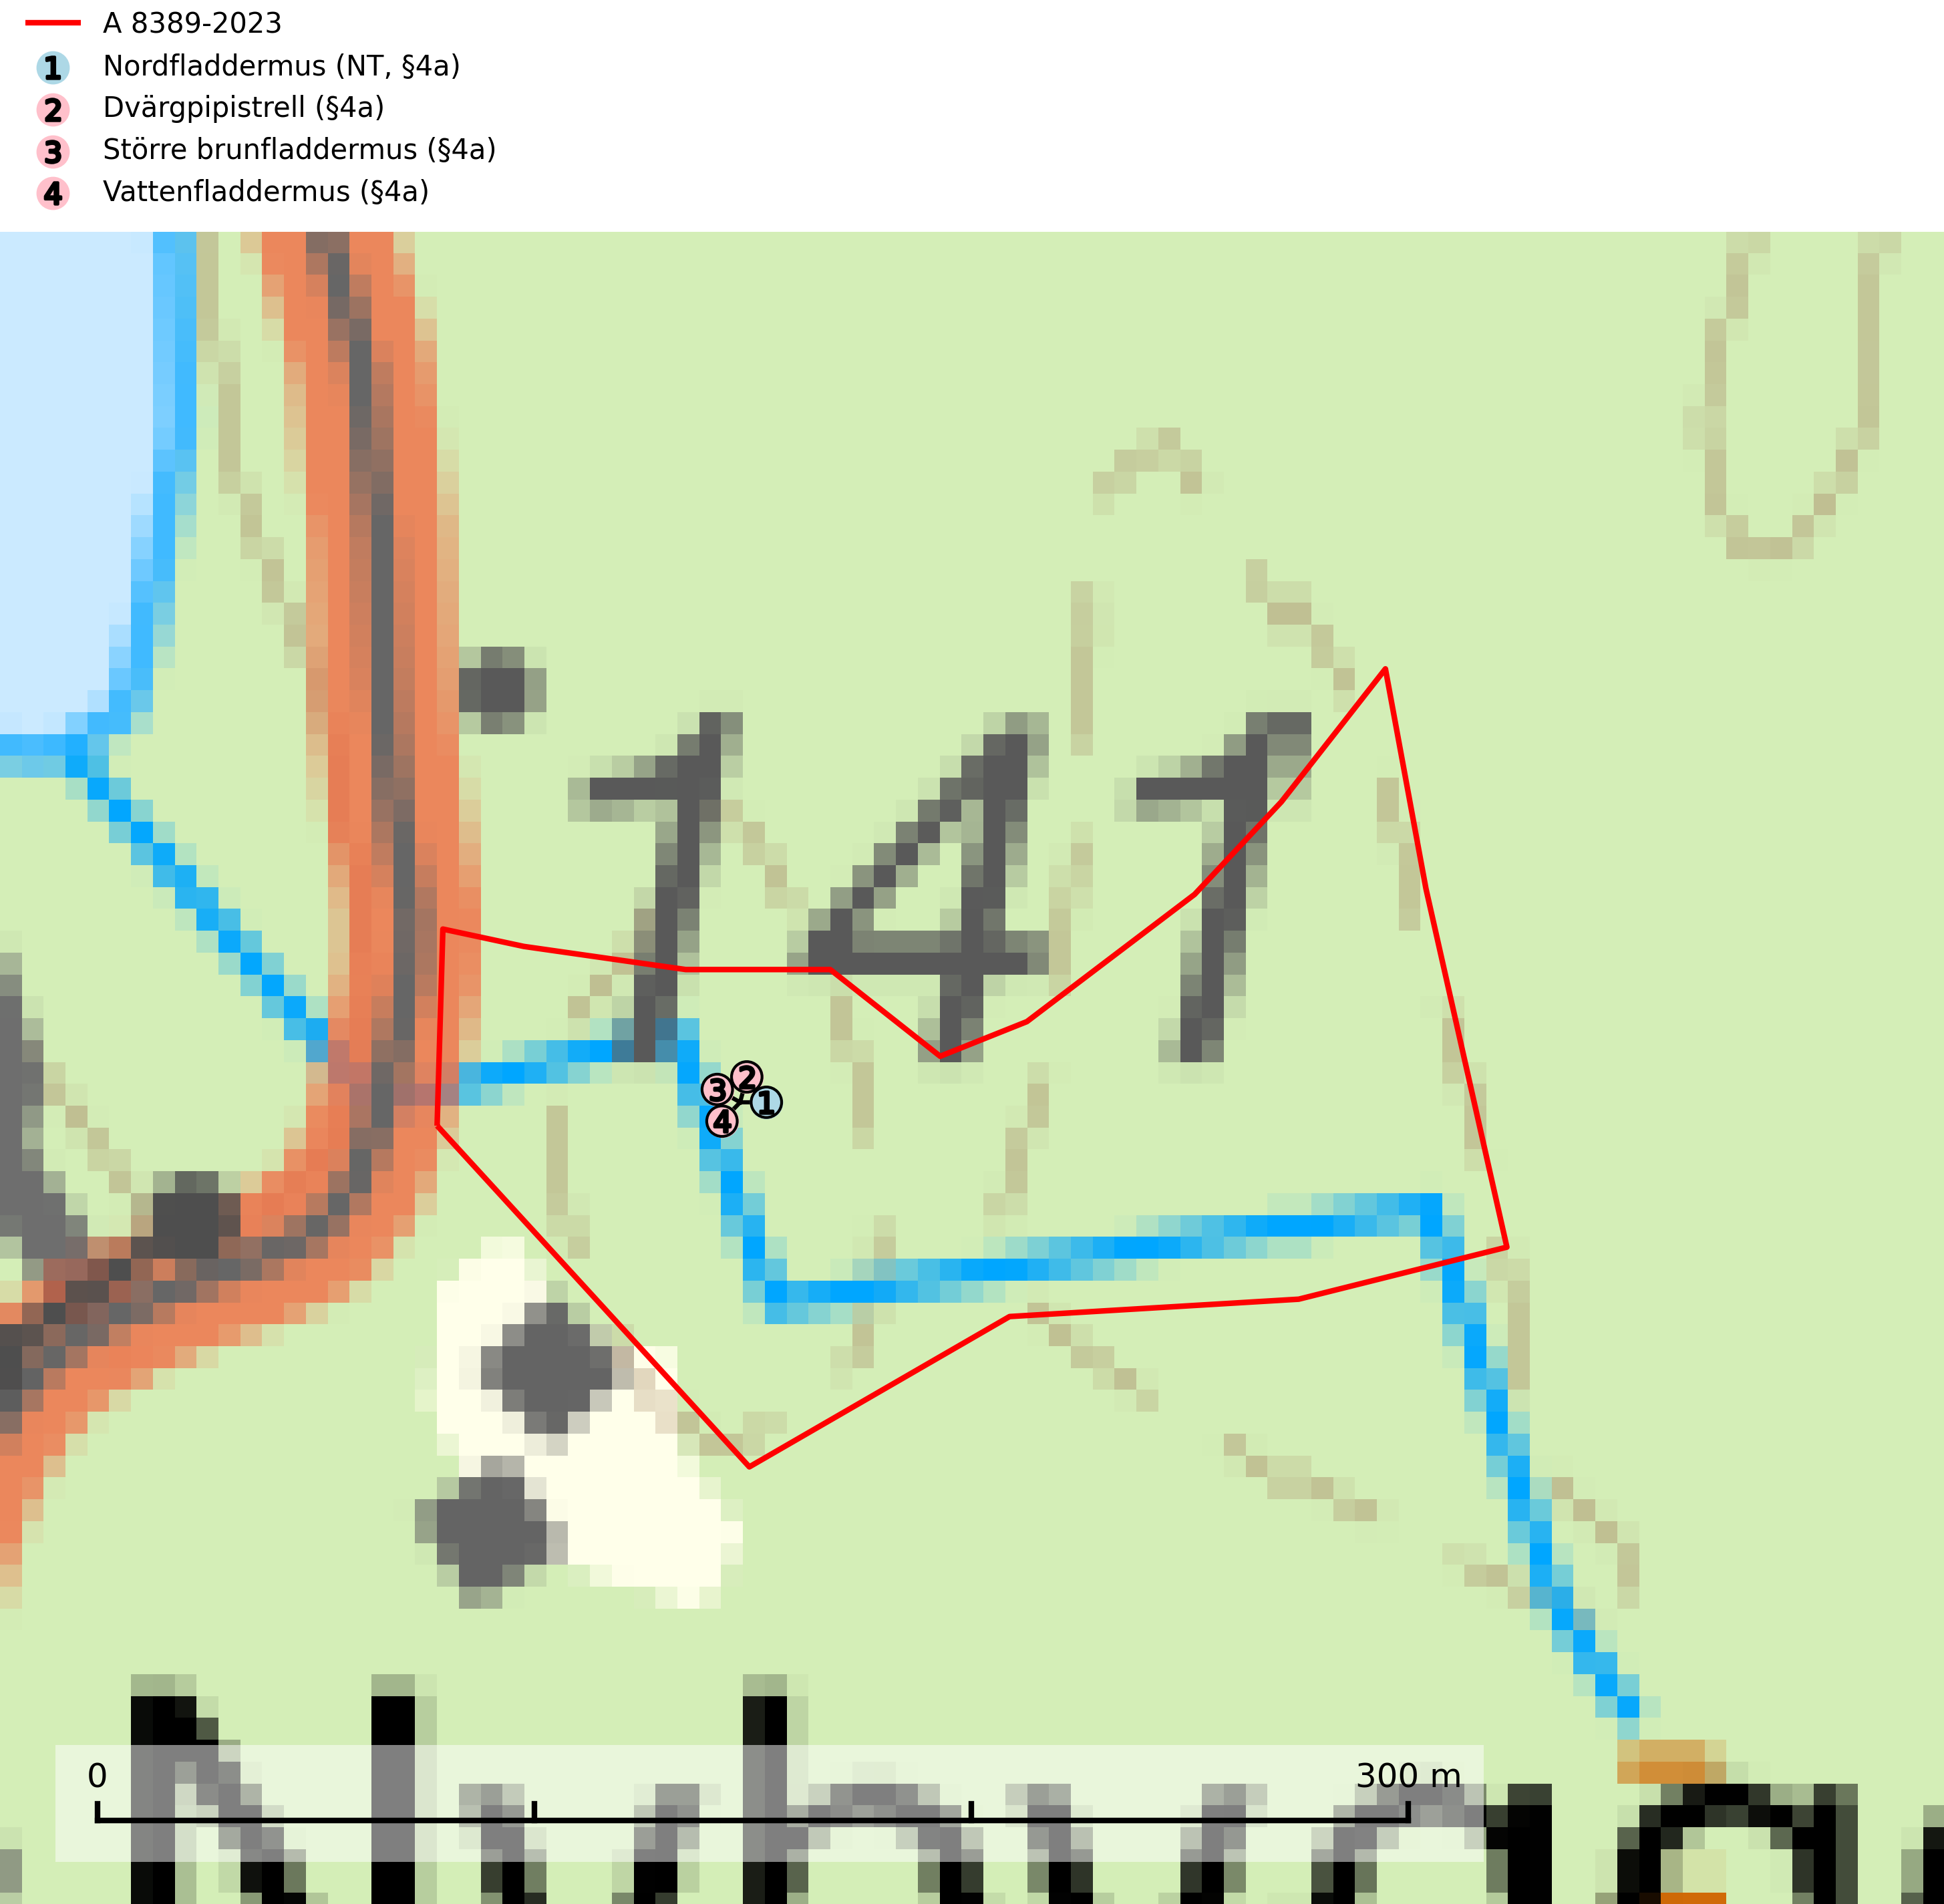 A 8389-2023
1 Nordfladdermus (NT, §4a)
2 Dvärgpipistrell (§4a)
3 Större brunfladdermus (§4a)
4 Vattenfladdermus (§4a)
141
2
3
1
4
0 300 m